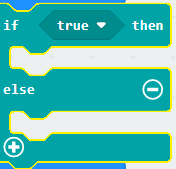 if true then
else